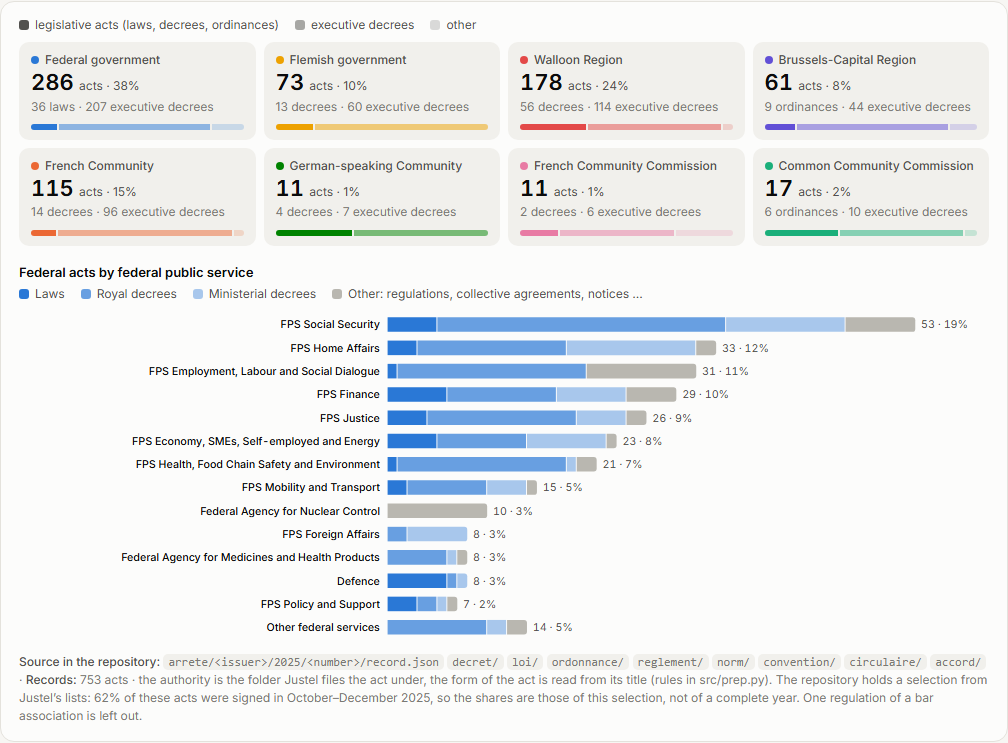 legislative acts (laws, decrees, ordinances) executive decrees other
Federal government
286 acts · 38%
36 laws · 207 executive decrees
Flemish government
73 acts · 10%
13 decrees · 60 executive decrees
Walloon Region
178 acts · 24%
56 decrees · 114 executive decrees
Brussels-Capital Region
61 acts · 8%
9 ordinances · 44 executive decrees
French Community
115 acts · 15%
14 decrees · 96 executive decrees
German-speaking Community
11 acts · 1%
4 decrees · 7 executive decrees
French Community Commission
11 acts · 1%
2 decrees · 6 executive decrees
Common Community Commission
17 acts · 2%
6 ordinances · 10 executive decrees
Federal acts by federal public service
Laws Royal decrees Ministerial decrees Other: regulations, collective agreements, notices ...
FPS Social Security 53 · 19%
FPS Home Affairs 33 · 12%
FPS Employment, Labour and Social Dialogue 31 · 11%
FPS Finance 29 · 10%
FPS Justice 26 · 9%
FPS Economy, SMEs, Self-employed and Energy 23 · 8%
FPS Health, Food Chain Safety and Environment 21 · 7%
FPS Mobility and Transport 15 · 5%
Federal Agency for Nuclear Control 10 · 3%
FPS Foreign Affairs 8 · 3%
Federal Agency for Medicines and Health Products 8 · 3%
Defence 8 · 3%
FPS Policy and Support 7 · 2%
Other federal services 14 · 5%
Source in the repository: arrete/<issuer>/2025/<number>/record.json decret/ loi/ ordonnance/ reglement/ norm/ convention/ circulaire/ accord/
· Records: 753 acts · the authority is the folder Justel files the act under, the form of the act is read from its title (rules in src/prep.py). The repository holds a selection from
Justel's lists: 62% of these acts were signed in October–December 2025, so the shares are those of this selection, not of a complete year. One regulation of a bar
association is left out.